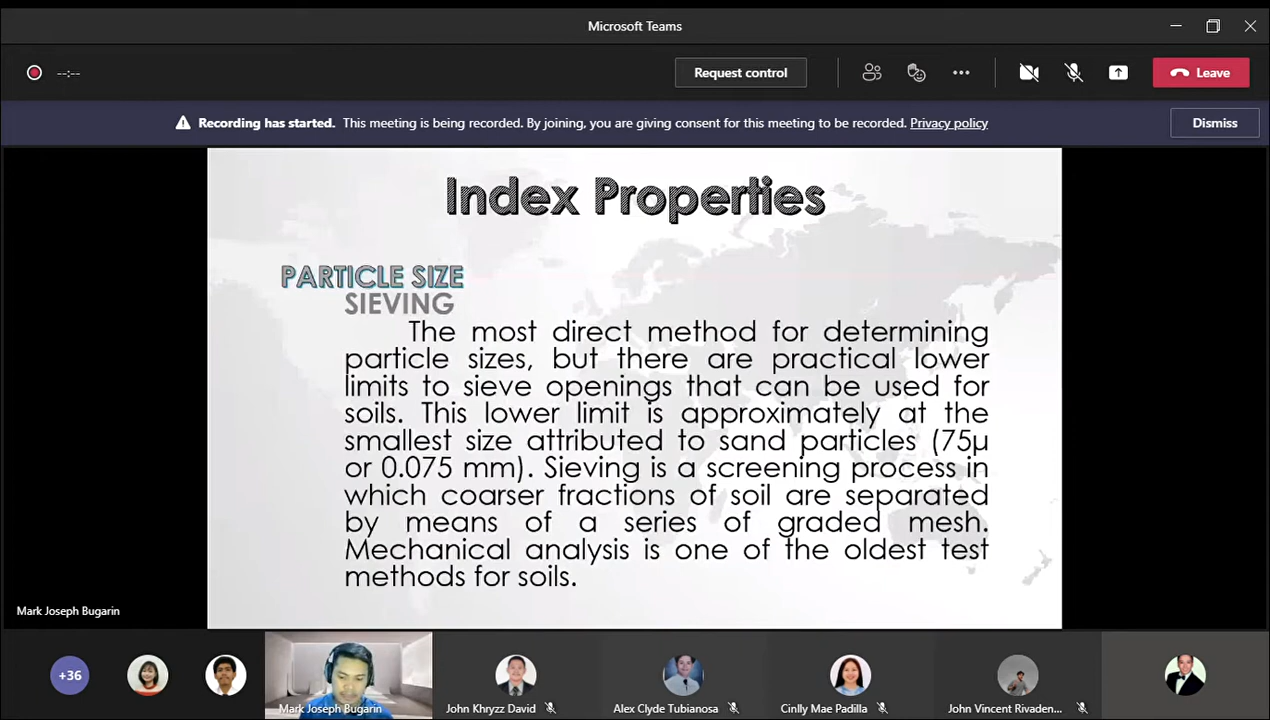 Microsoft Teams
--:--
Request control
Leave
Recording has started. This meeting is being recorded. By joining, you are giving consent for this meeting to be recorded. Privacy policy
Dismiss
Index Properties
PARTICLE SIZE
SIEVING
The most direct method for determining
particle sizes, but there are practical lower
limits to sieve openings that can be used for
soils. This lower limit is approximately at the
smallest size attributed to sand particles (75µ
or 0.075 mm). Sieving is a screening process in
which coarser fractions of soil are separated
by means of a series of graded mesh.
Mechanical analysis is one of the oldest test
methods for soils.
Mark Joseph Bugarin
+36
Mark Joseph Bugarin
John Khryzz David
Alex Clyde Tubianosa
Cinlly Mae Padilla
John Vincent Rivaden...